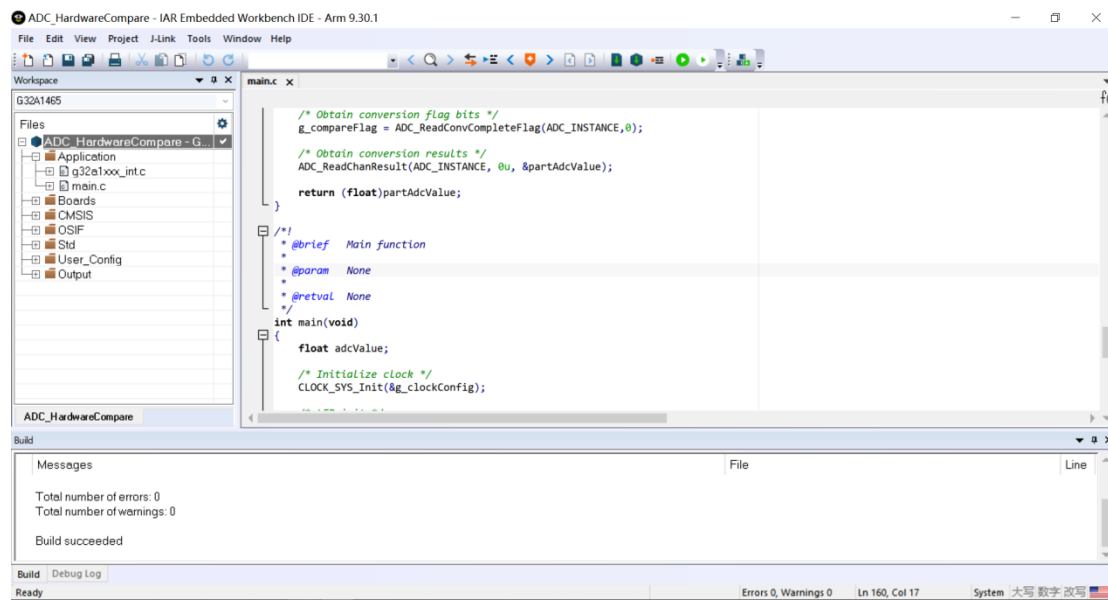 ADC_HardwareCompare - IAR Embedded Workbench IDE - Arm 9.30.1
File Edit View Project J-Link Tools Window Help
Workspace
G32A1465
Files
ADC_HardwareCompare - G...
Application
g32a1xxx_int.c
main.c
Boards
CMSIS
OSIF
Std
User_Config
Output
ADC_HardwareCompare
main.c
/* Obtain conversion flag bits */
g_compareFlag = ADC_ReadConvCompleteFlag(ADC_INSTANCE,0);
/* Obtain conversion results */
ADC_ReadChanResult(ADC_INSTANCE, 0u, &partAdcValue);
return (float)partAdcValue;
}
/*!
* @brief Main function
*
* @param None
*
* @retval None
*/
int main(void)
{
float adcValue;
/* Initialize clock */
CLOCK_SYS_Init(&g_clockConfig);
Build
Messages File Line
Total number of errors: 0
Total number of warnings: 0
Build succeeded
Build Debug Log
Ready Errors 0, Warnings 0 Ln 160, Col 17 System 大写 数字 改写